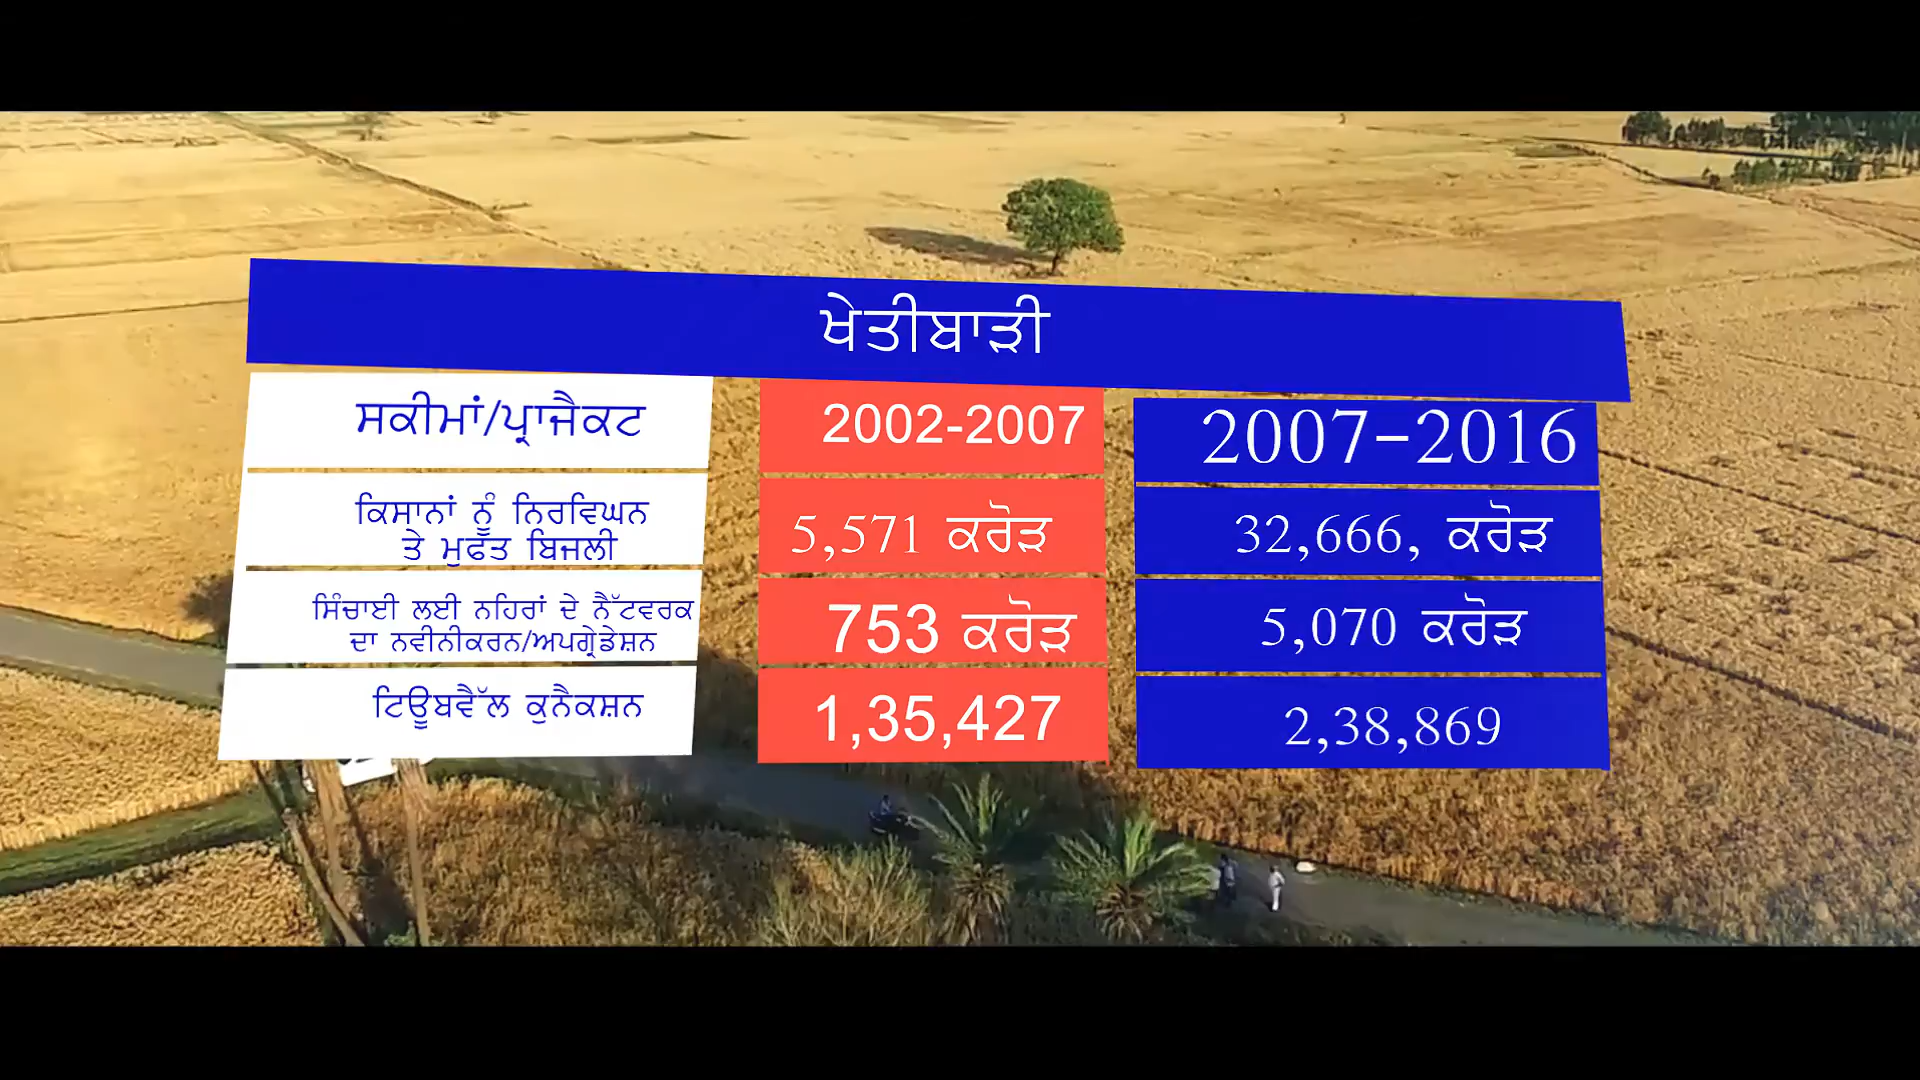 ਖੇਤੀਬਾੜੀ
ਸਕੀਮਾਂ/ਪ੍ਰਾਜੈਕਟ 2002-2007 2007-2016
ਕਿਸਾਨਾਂ ਨੂੰ ਨਿਰਵਿਘਨ
ਤੇ ਮੁਫਤ ਬਿਜਲੀ
5,571 ਕਰੋੜ 32,666, ਕਰੋੜ
ਸਿੰਚਾਈ ਲਈ ਨਹਿਰਾਂ ਦੇ ਨੈੱਟਵਰਕ
ਦਾ ਨਵੀਨੀਕਰਨ/ਅਪਗ੍ਰੇਡੇਸ਼ਨ
753 ਕਰੋੜ 5,070 ਕਰੋੜ
ਟਿਊਬਵੈੱਲ ਕੁਨੈਕਸ਼ਨ 1,35,427 2,38,869